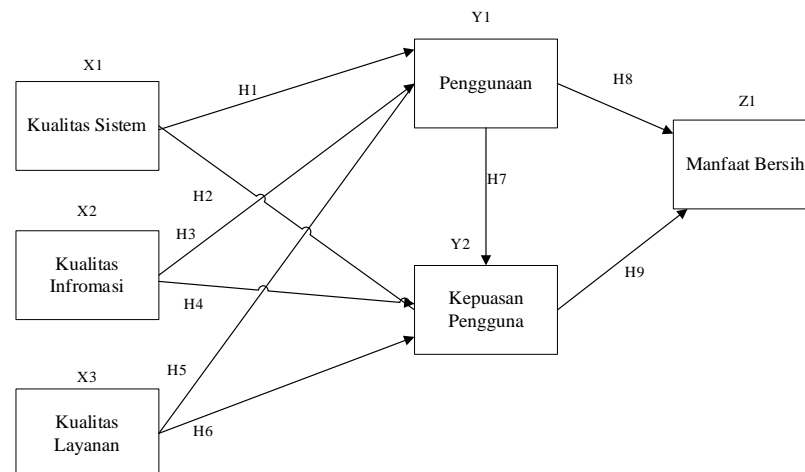 Y1
Penggunaan
X1
Kualitas Sistem
H1
H8
Z1
Manfaat Bersih
H2
H7
X2
Kualitas
Infromasi
H3
H4
Y2
Kepuasan
Pengguna
H9
X3
Kualitas
Layanan
H5
H6